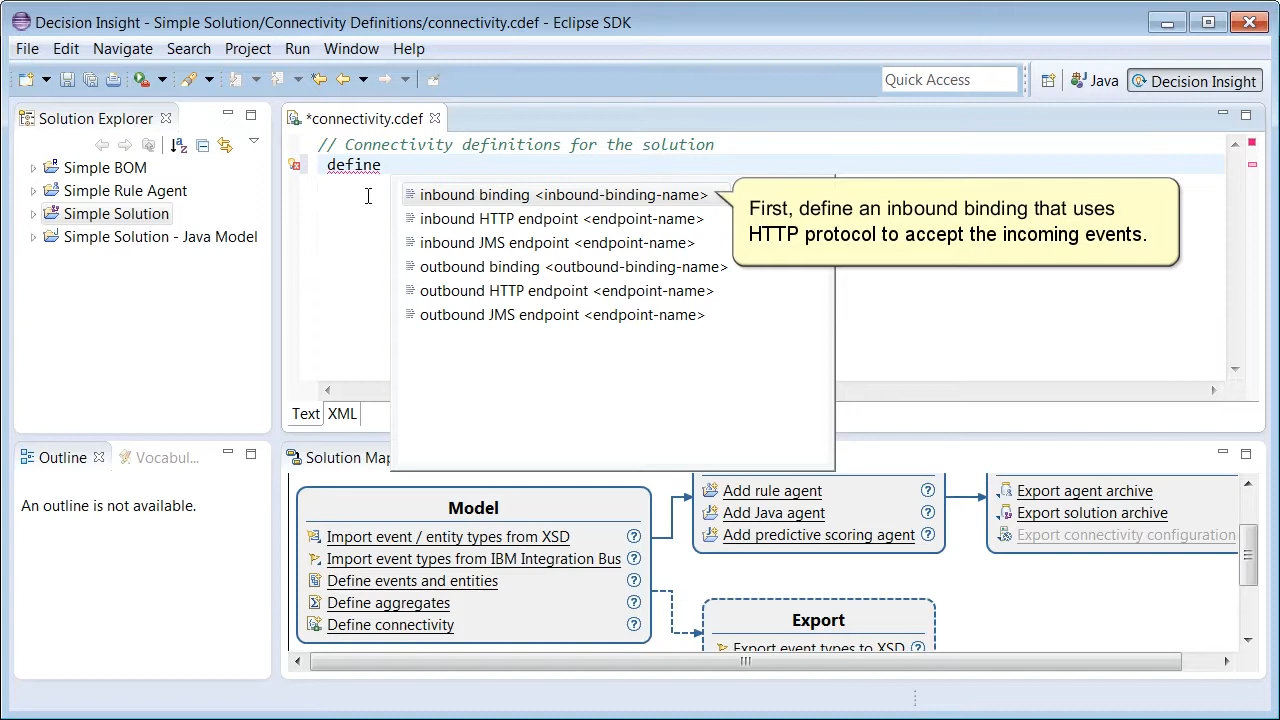 Decision Insight - Simple Solution/Connectivity Definitions/connectivity.cdef - Eclipse SDK
File Edit Navigate Search Project Run Window Help
Quick Access
Java
Decision Insight
Solution Explorer
Simple BOM
Simple Rule Agent
Simple Solution
Simple Solution - Java Model
*connectivity.cdef
// Connectivity definitions for the solution
define
inbound binding <inbound-binding-name>
inbound HTTP endpoint <endpoint-name>
inbound JMS endpoint <endpoint-name>
outbound binding <outbound-binding-name>
outbound HTTP endpoint <endpoint-name>
outbound JMS endpoint <endpoint-name>
First, define an inbound binding that uses
HTTP protocol to accept the incoming events.
Text XML
Outline
Vocabul...
An outline is not available.
Solution Map
Model
Import event / entity types from XSD
Import event types from IBM Integration Bus
Define events and entities
Define aggregates
Define connectivity
Add rule agent
Add Java agent
Add predictive scoring agent
Export agent archive
Export solution archive
Export connectivity configuration
Export
Export event types to XSD